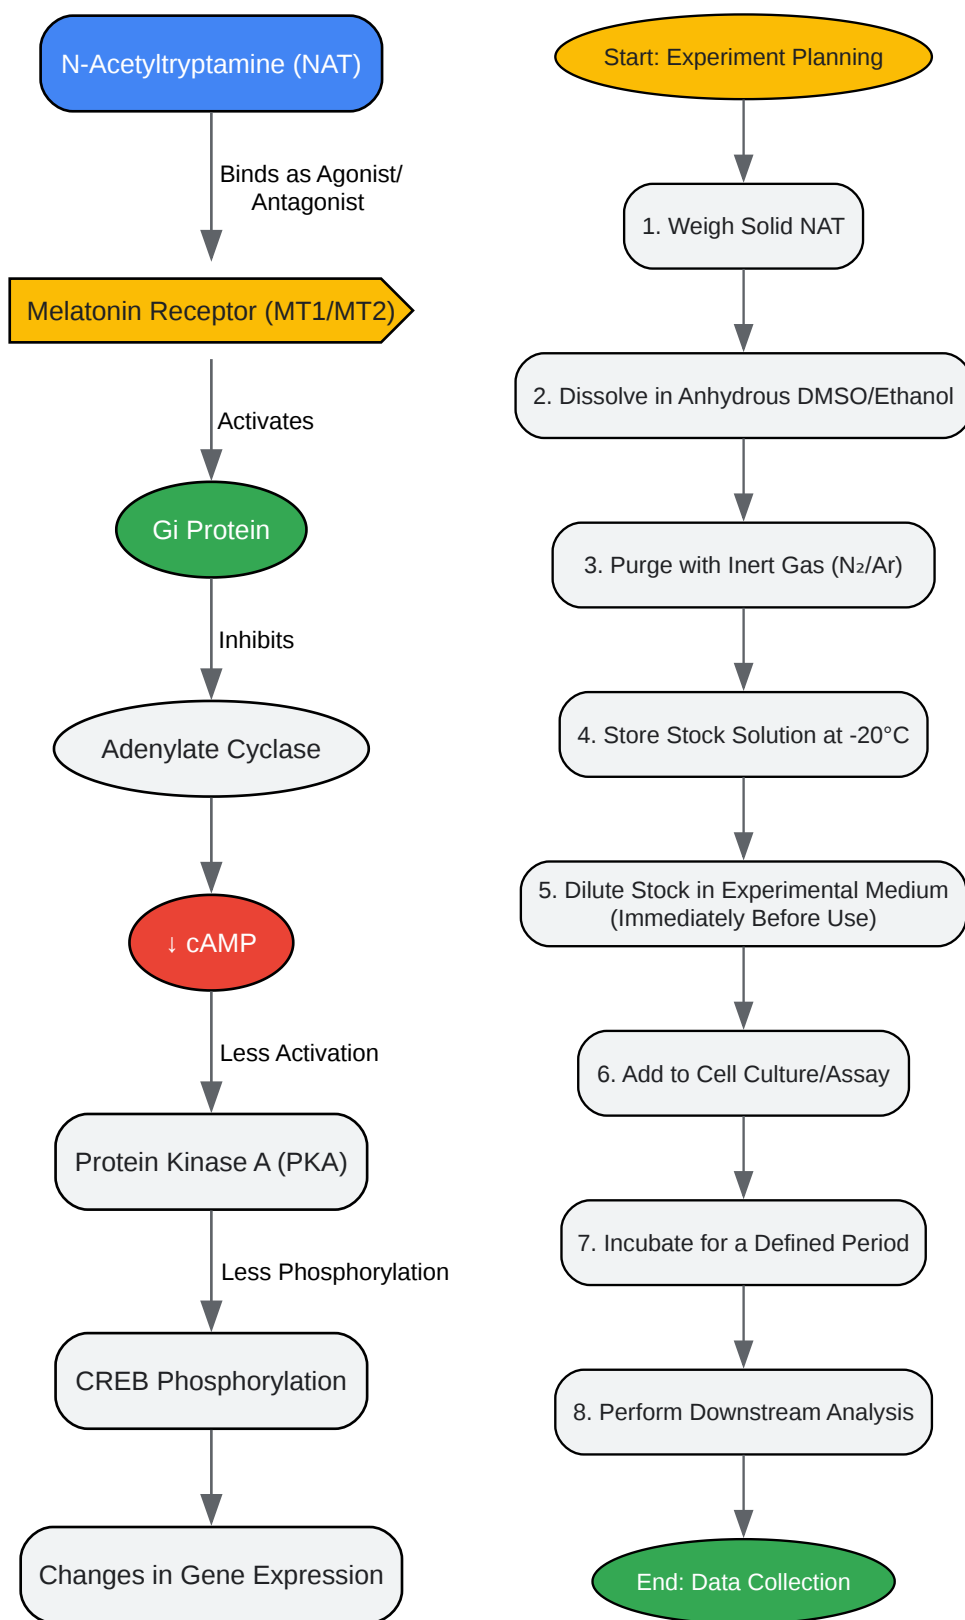 N-Acetyltryptamine (NAT)
Binds as Agonist/
Antagonist
Melatonin Receptor (MT1/MT2)
Activates
Gi Protein
Inhibits
Adenylate Cyclase
↓ cAMP
Less Activation
Protein Kinase A (PKA)
Less Phosphorylation
CREB Phosphorylation
Changes in Gene Expression
Start: Experiment Planning
1. Weigh Solid NAT
2. Dissolve in Anhydrous DMSO/Ethanol
3. Purge with Inert Gas (N₂/Ar)
4. Store Stock Solution at -20°C
5. Dilute Stock in Experimental Medium
(Immediately Before Use)
6. Add to Cell Culture/Assay
7. Incubate for a Defined Period
8. Perform Downstream Analysis
End: Data Collection